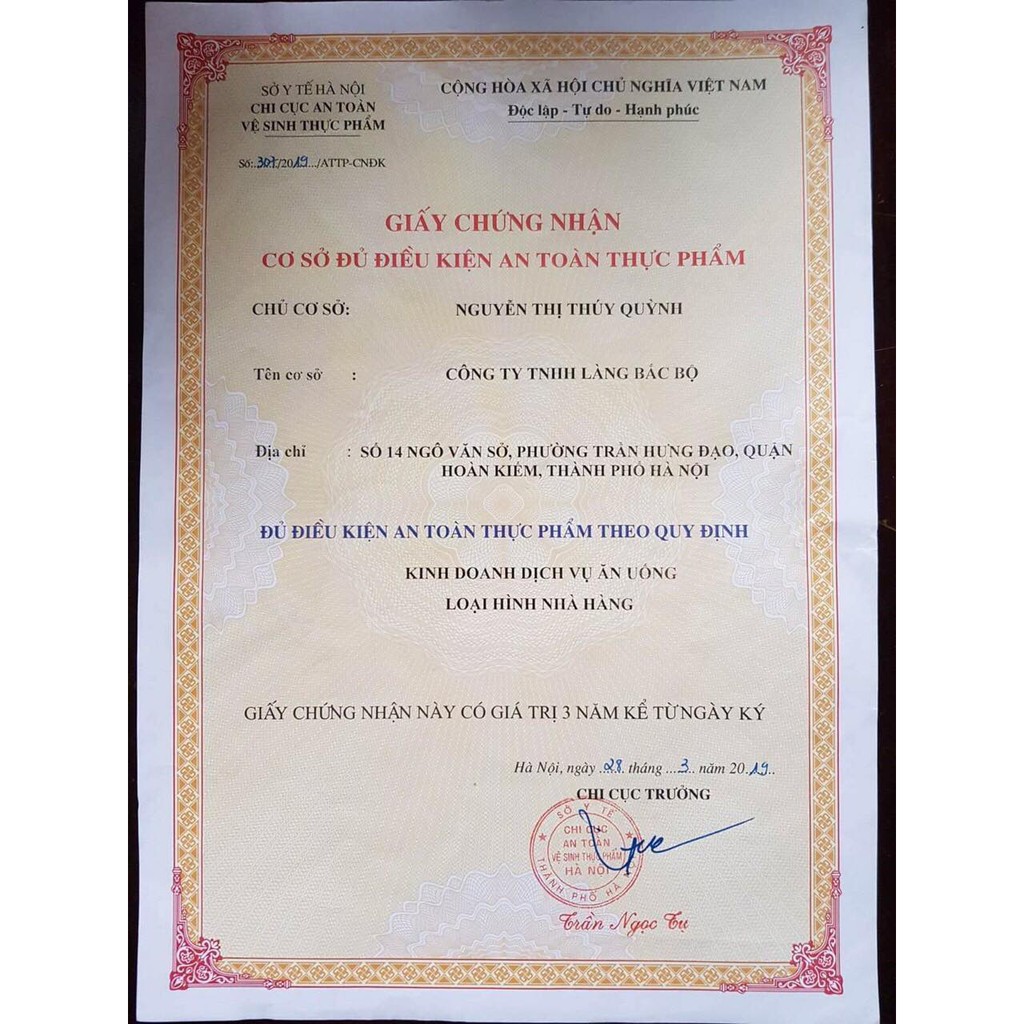 SỞ Y TẾ HÀ NỘI
CHI CỤC AN TOÀN
VỆ SINH THỰC PHẨM
Số:.307./2019.../ATTP-CNĐK
CỘNG HÒA XÃ HỘI CHỦ NGHĨA VIỆT NAM
Độc lập - Tự do - Hạnh phúc
GIẤY CHỨNG NHẬN
CƠ SỞ ĐỦ ĐIỀU KIỆN AN TOÀN THỰC PHẨM
CHỦ CƠ SỞ: NGUYỄN THỊ THÚY QUỲNH
Tên cơ sở : CÔNG TY TNHH LÀNG BẮC BỘ
Địa chỉ : SỐ 14 NGÔ VĂN SỞ, PHƯỜNG TRẦN HƯNG ĐẠO, QUẬN
HOÀN KIẾM, THÀNH PHỐ HÀ NỘI
ĐỦ ĐIỀU KIỆN AN TOÀN THỰC PHẨM THEO QUY ĐỊNH
KINH DOANH DỊCH VỤ ĂN UỐNG
LOẠI HÌNH NHÀ HÀNG
GIẤY CHỨNG NHẬN NÀY CÓ GIÁ TRỊ 3 NĂM KỂ TỪ NGÀY KÝ
Hà Nội, ngày ..28.. tháng ...3.. năm 20.19..
CHI CỤC TRƯỞNG
SỞ Y TẾ
CHI CỤC
AN TOÀN
VỆ SINH THỰC PHẨM
HÀ NỘI
THÀNH PHỐ HÀ NỘI
Trần Ngọc Tụ